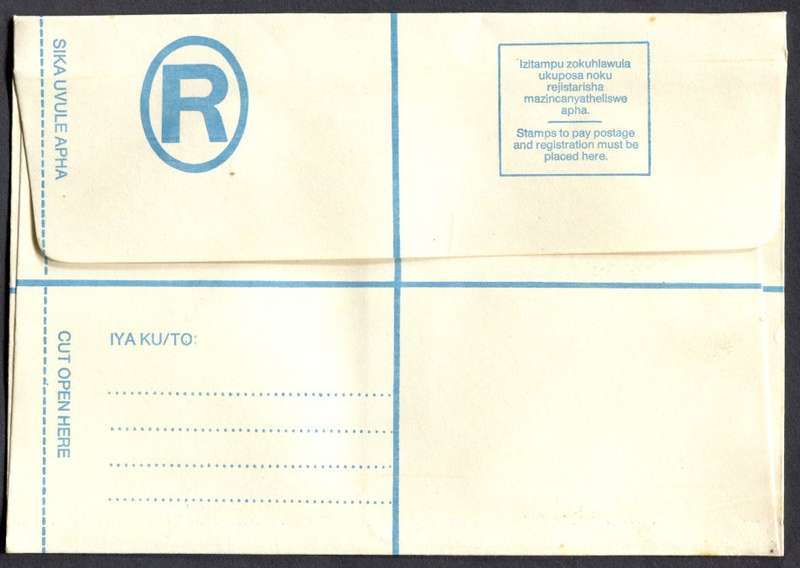 SIKA UVULE APHA
R
Izitampu zokuhlawula
ukuposa noku
rejistarisha
mazincanyatheliswe
apha.
Stamps to pay postage
and registration must be
placed here.
CUT OPEN HERE
IYA KU/TO: